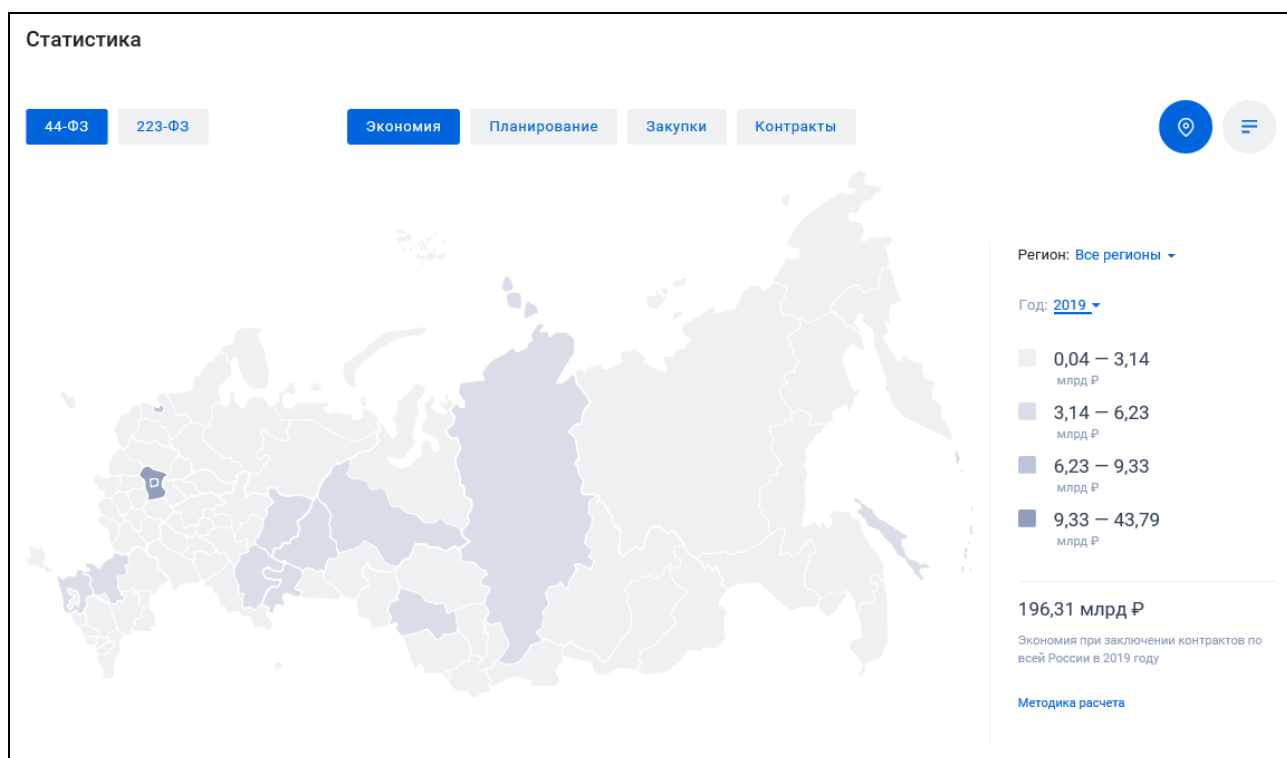 Статистика
44-ФЗ 223-ФЗ Экономия Планирование Закупки Контракты
Регион: Все регионы
Год: 2019
0,04 — 3,14
млрд ₽
3,14 — 6,23
млрд ₽
6,23 — 9,33
млрд ₽
9,33 — 43,79
млрд ₽
196,31 млрд ₽
Экономия при заключении контрактов по
всей России в 2019 году
Методика расчета